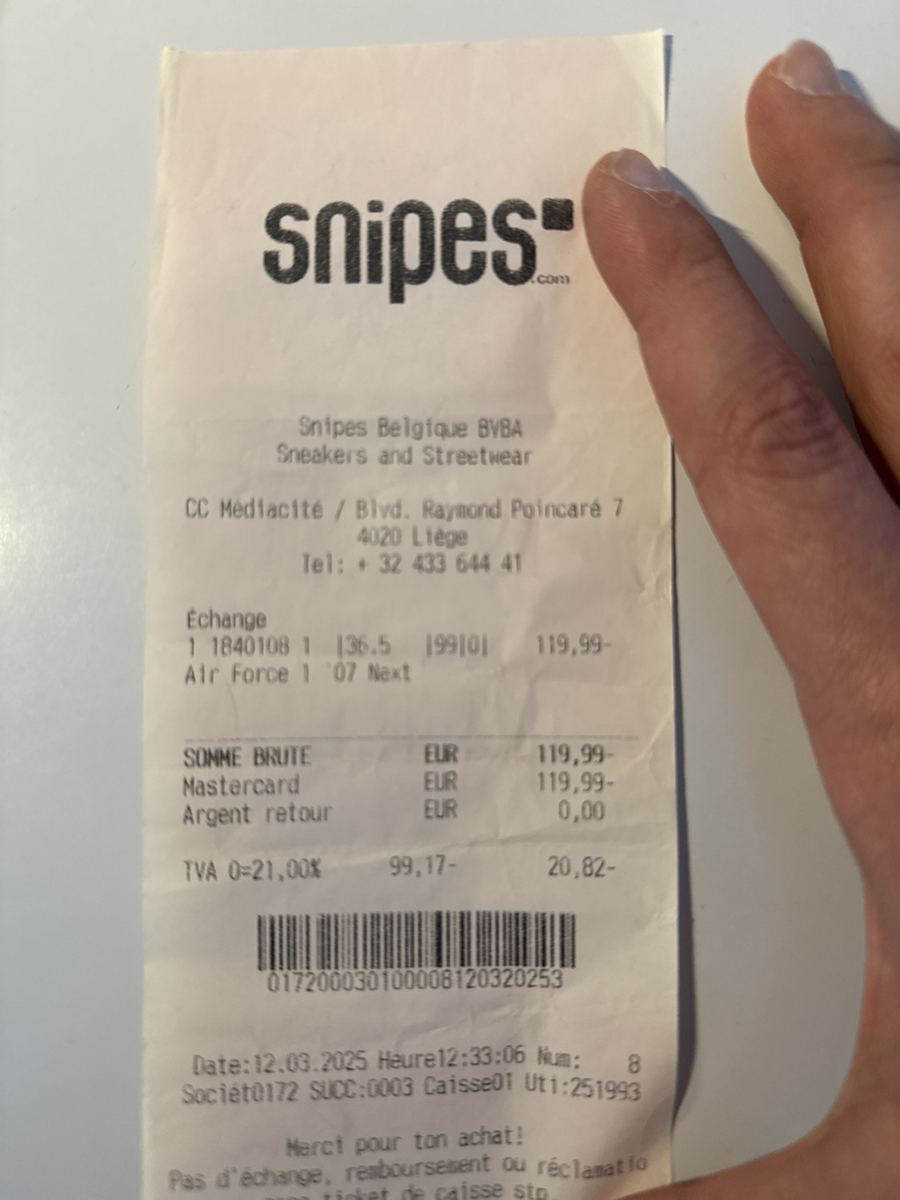 snipes
.com
Snipes Belgique BVBA
Sneakers and Streetwear
CC Médiacité / Blvd. Raymond Poincaré 7
4020 Liège
Tel: + 32 433 644 41
Échange
1 1840108 1 |36.5 |99|0| 119,99-
Air Force 1 '07 Next
SOMME BRUTE EUR 119,99-
Mastercard EUR 119,99-
Argent retour EUR 0,00
TVA 0=21,00% 99,17- 20,82-
017200030100008120320253
Date:12.03.2025 Heure12:33:06 Num: 8
Sociét0172 SUCC:0003 Caisse01 Uti:251993
Merci pour ton achat!
Pas d'échange, remboursement ou réclamatio
ticket de caisse stp